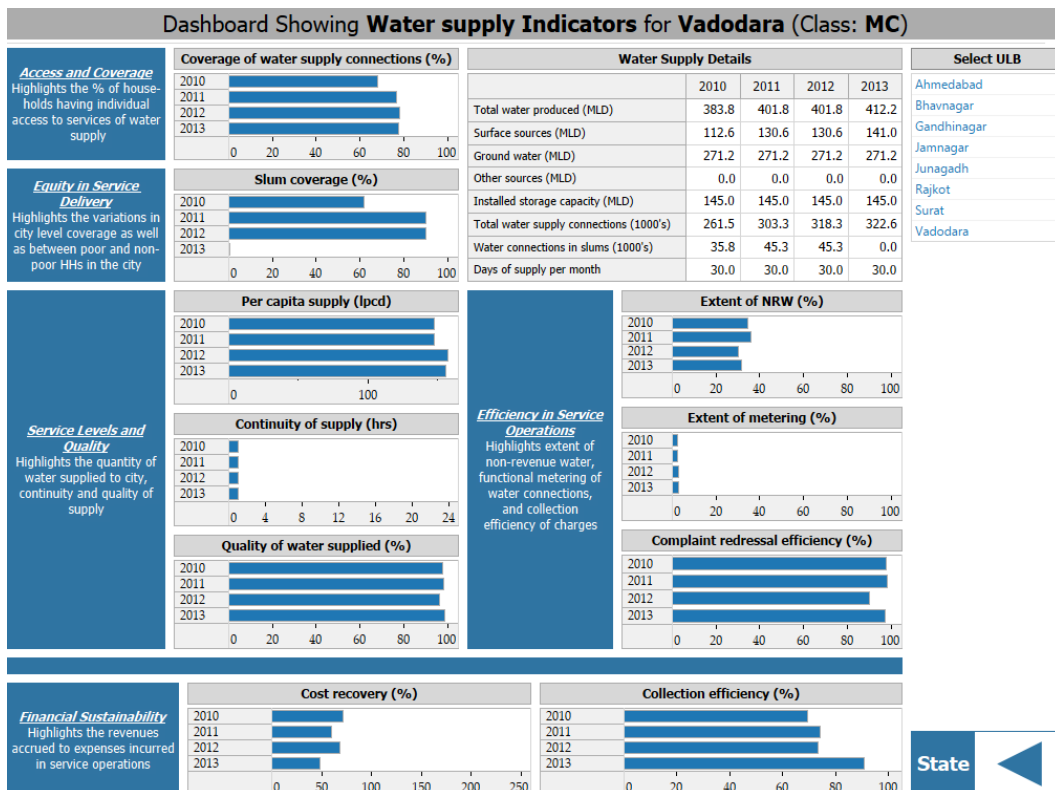 Dashboard Showing Water supply Indicators for Vadodara (Class: MC)
Access and Coverage
Highlights the % of house-
holds having individual
access to services of water
supply
Coverage of water supply connections (%)
2010
2011
2012
2013
0 20 40 60 80 100
Equity in Service
Delivery
Highlights the variations in
city level coverage as well
as between poor and non-
poor HHs in the city
Slum coverage (%)
2010
2011
2012
2013
0 20 40 60 80 100
Water Supply Details
2010 2011 2012 2013
Total water produced (MLD) 383.8 401.8 401.8 412.2
Surface sources (MLD) 112.6 130.6 130.6 141.0
Ground water (MLD) 271.2 271.2 271.2 271.2
Other sources (MLD) 0.0 0.0 0.0 0.0
Installed storage capacity (MLD) 145.0 145.0 145.0 145.0
Total water supply connections (1000's) 261.5 303.3 318.3 322.6
Water connections in slums (1000's) 35.8 45.3 45.3 0.0
Days of supply per month 30.0 30.0 30.0 30.0
Select ULB
Ahmedabad
Bhavnagar
Gandhinagar
Jamnagar
Junagadh
Rajkot
Surat
Vadodara
Service Levels and
Quality
Highlights the quantity of
water supplied to city,
continuity and quality of
supply
Per capita supply (lpcd)
2010
2011
2012
2013
0 100
Continuity of supply (hrs)
2010
2011
2012
2013
0 4 8 12 16 20 24
Quality of water supplied (%)
2010
2011
2012
2013
0 20 40 60 80 100
Efficiency in Service
Operations
Highlights extent of
non-revenue water,
functional metering of
water connections,
and collection
efficiency of charges
Extent of NRW (%)
2010
2011
2012
2013
0 20 40 60 80 100
Extent of metering (%)
2010
2011
2012
2013
0 20 40 60 80 100
Complaint redressal efficiency (%)
2010
2011
2012
2013
0 20 40 60 80 100
Financial Sustainability
Highlights the revenues
accrued to expenses incurred
in service operations
Cost recovery (%)
2010
2011
2012
2013
0 50 100 150 200 250
Collection efficiency (%)
2010
2011
2012
2013
0 20 40 60 80 100
State